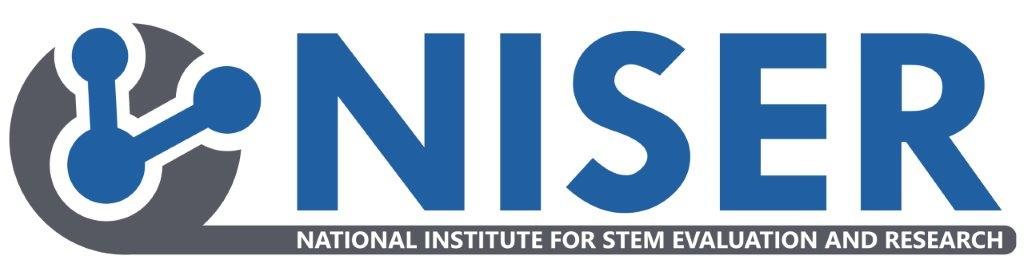 NISER
NATIONAL INSTITUTE FOR STEM EVALUATION AND RESEARCH